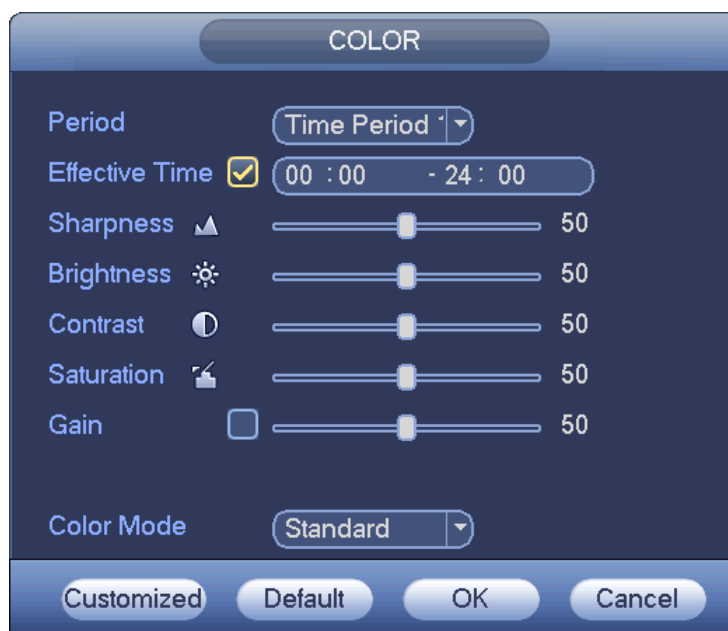 COLOR
Period Time Period 1
Effective Time 00 :00 - 24 : 00
Sharpness 50
Brightness 50
Contrast 50
Saturation 50
Gain 50
Color Mode Standard
Customized Default OK Cancel